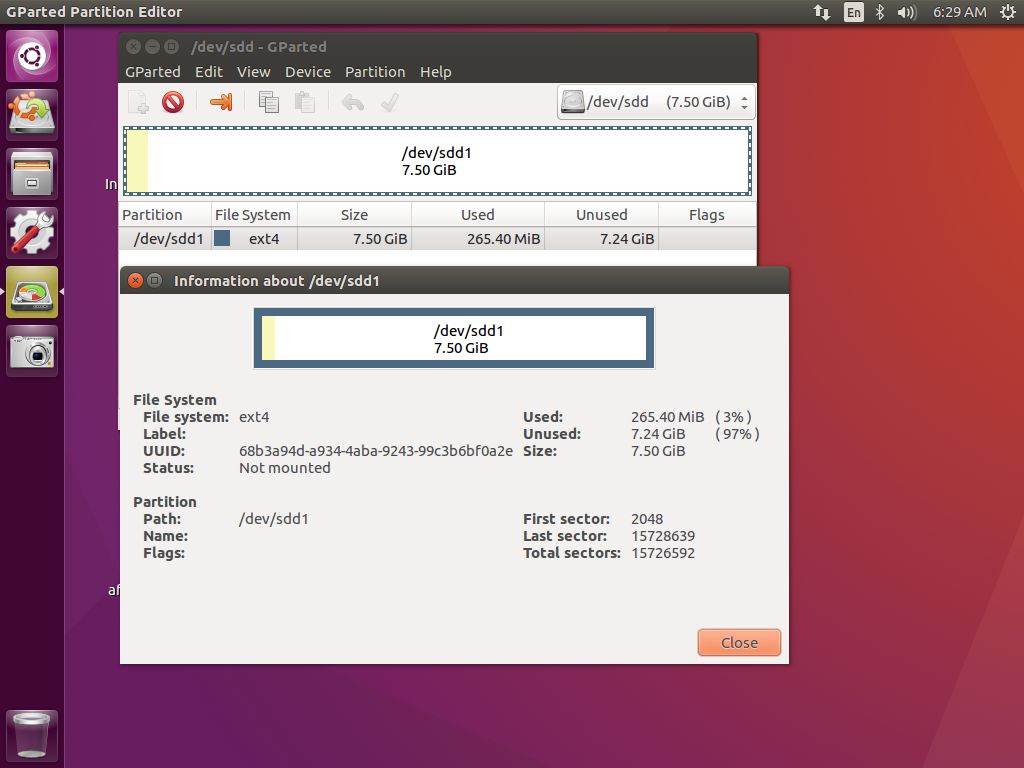 GParted Partition Editor
En
6:29 AM
/dev/sdd - GParted
GParted Edit View Device Partition Help
/dev/sdd (7.50 GiB)
/dev/sdd1
7.50 GiB
In
Partition File System Size Used Unused Flags
/dev/sdd1 ext4 7.50 GiB 265.40 MiB 7.24 GiB
Information about /dev/sdd1
/dev/sdd1
7.50 GiB
File System
File system: ext4 Used: 265.40 MiB ( 3% )
Label: Unused: 7.24 GiB ( 97% )
UUID: 68b3a94d-a934-4aba-9243-99c3b6bf0a2e Size: 7.50 GiB
Status: Not mounted
Partition
Path: /dev/sdd1 First sector: 2048
Name: Last sector: 15728639
Flags: Total sectors: 15726592
af
Close